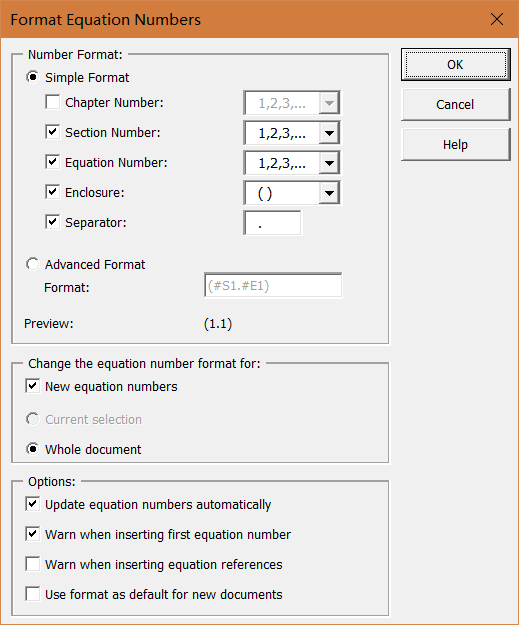 Format Equation Numbers
Number Format:
OK
Simple Format
Chapter Number: 1,2,3,...
Cancel
Section Number: 1,2,3,...
Help
Equation Number: 1,2,3,...
Enclosure: ( )
Separator: .
Advanced Format
Format: (#S1.#E1)
Preview: (1.1)
Change the equation number format for:
New equation numbers
Current selection
Whole document
Options:
Update equation numbers automatically
Warn when inserting first equation number
Warn when inserting equation references
Use format as default for new documents